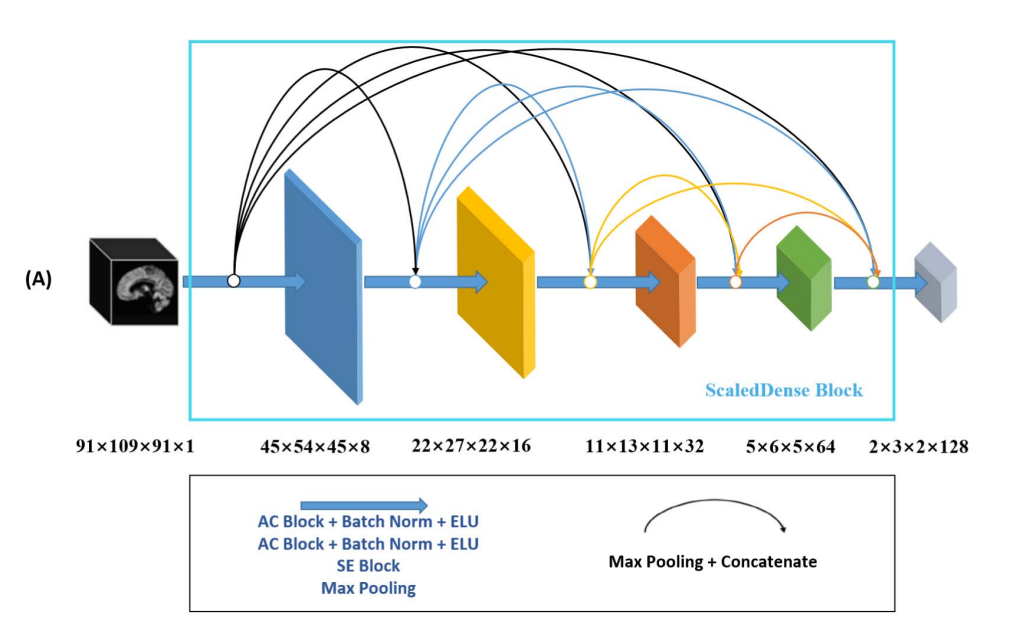 (A)
ScaledDense Block
91×109×91×1
45×54×45×8
22×27×22×16
11×13×11×32
5×6×5×64
2×3×2×128
AC Block + Batch Norm + ELU
AC Block + Batch Norm + ELU
SE Block
Max Pooling
Max Pooling + Concatenate